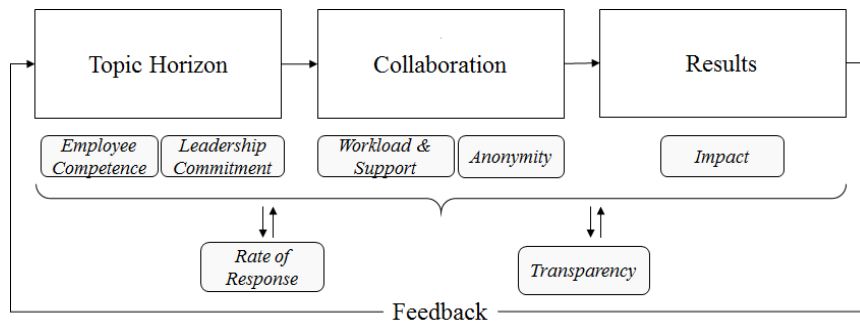 Topic Horizon
Collaboration
Results
Employee
Competence
Leadership
Commitment
Workload &
Support
Anonymity
Impact
Rate of
Response
Transparency
Feedback